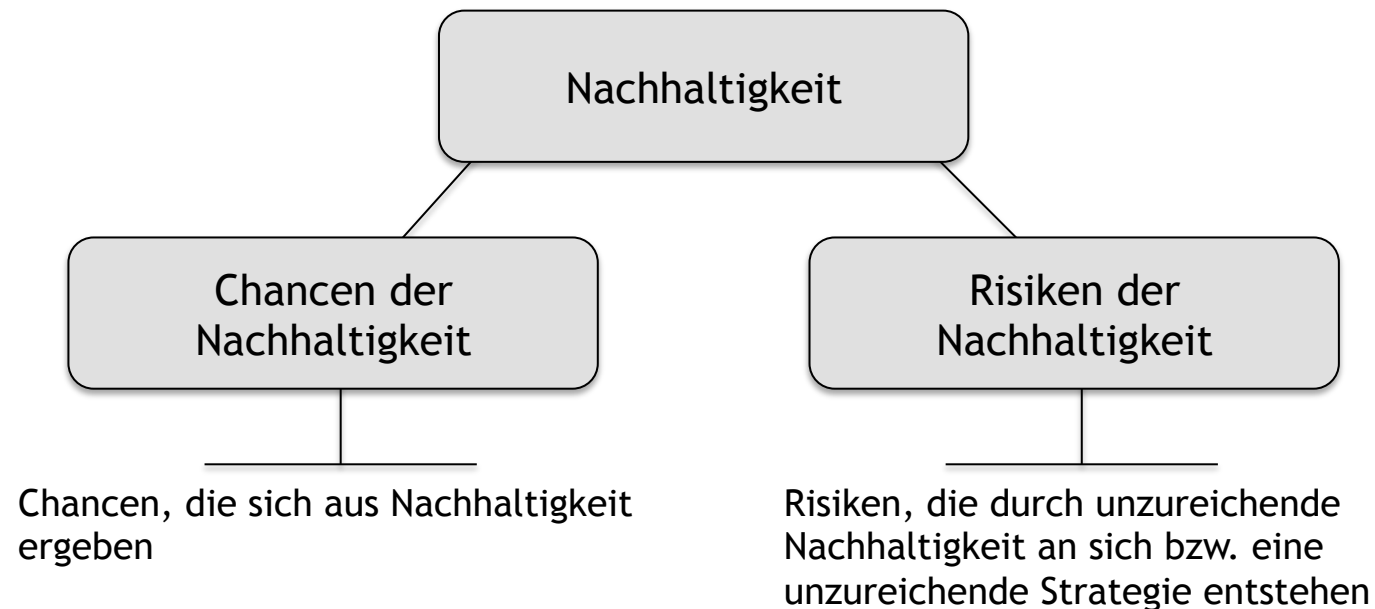 Nachhaltigkeit
Chancen der
Nachhaltigkeit
Risiken der
Nachhaltigkeit
Chancen, die sich aus Nachhaltigkeit
ergeben
Risiken, die durch unzureichende
Nachhaltigkeit an sich bzw. eine
unzureichende Strategie entstehen